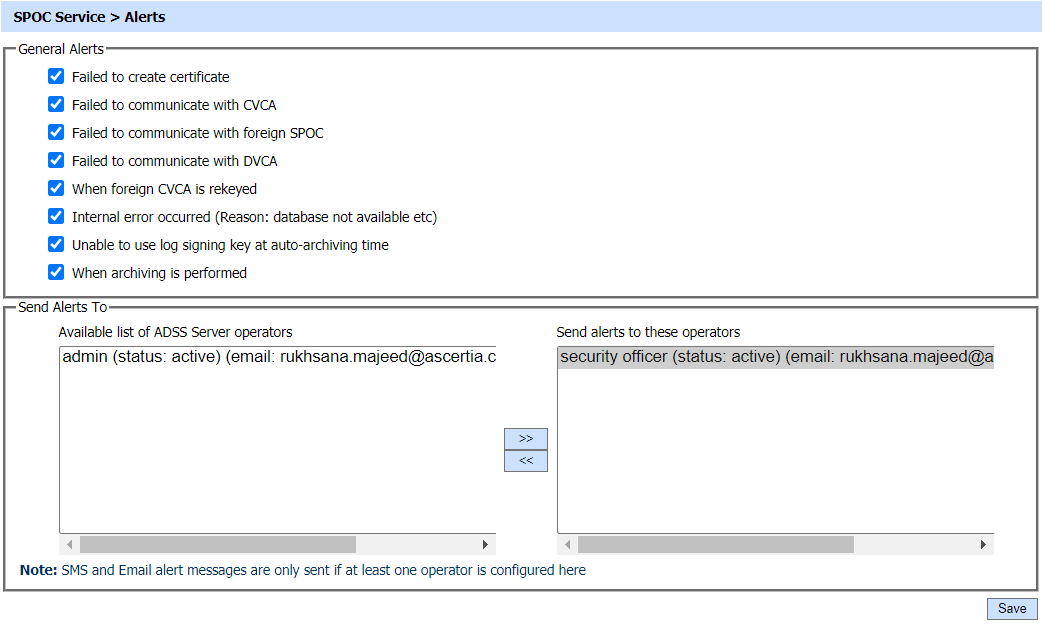 SPOC Service > Alerts
General Alerts
Failed to create certificate
Failed to communicate with CVCA
Failed to communicate with foreign SPOC
Failed to communicate with DVCA
When foreign CVCA is rekeyed
Internal error occurred (Reason: database not available etc)
Unable to use log signing key at auto-archiving time
When archiving is performed
Send Alerts To
Available list of ADSS Server operators
admin (status: active) (email: rukhsana.majeed@ascertia.c
>>
<<
Send alerts to these operators
security officer (status: active) (email: rukhsana.majeed@a
Note: SMS and Email alert messages are only sent if at least one operator is configured here
Save